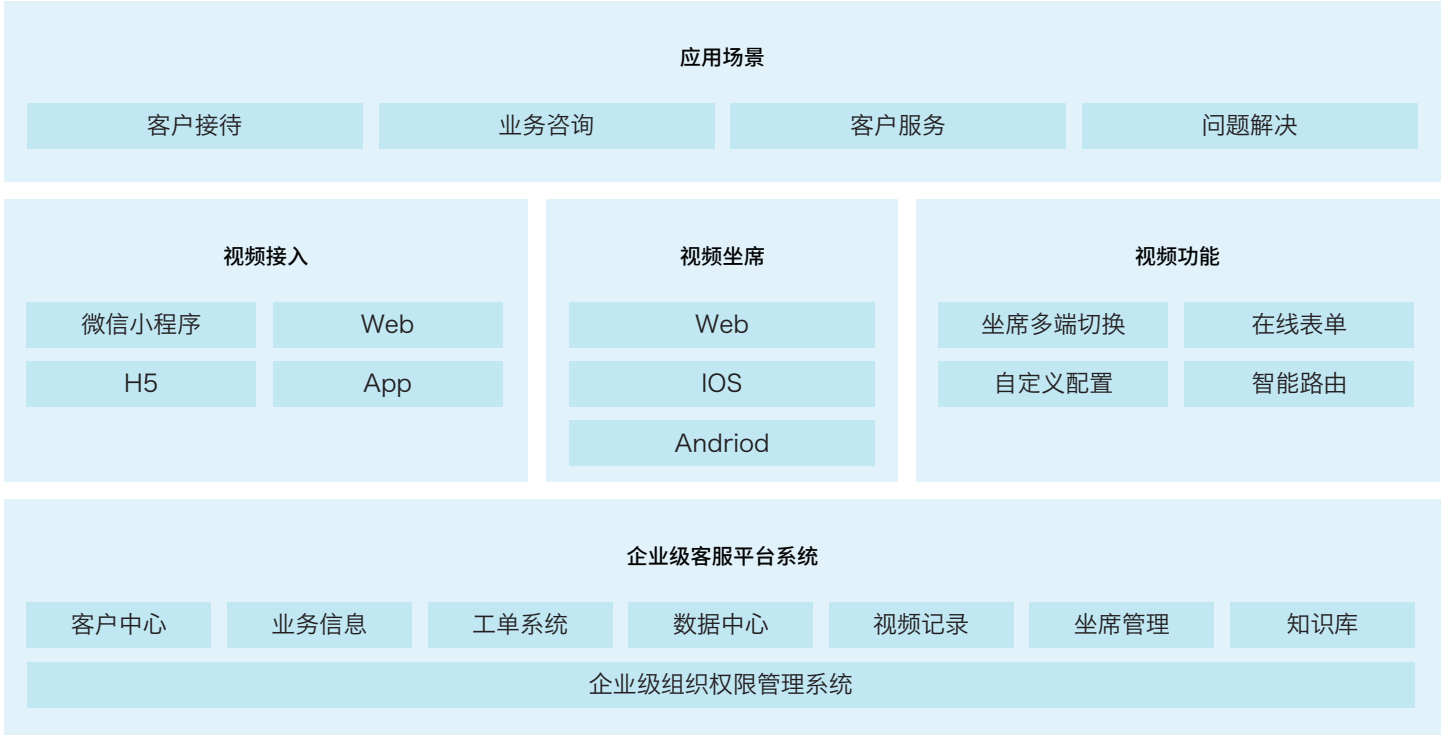 应用场景
客户接待
业务咨询
客户服务
问题解决
视频接入
微信小程序
Web
H5
App
视频坐席
Web
IOS
Andriod
视频功能
坐席多端切换
在线表单
自定义配置
智能路由
企业级客服平台系统
客户中心
业务信息
工单系统
数据中心
视频记录
坐席管理
知识库
企业级组织权限管理系统